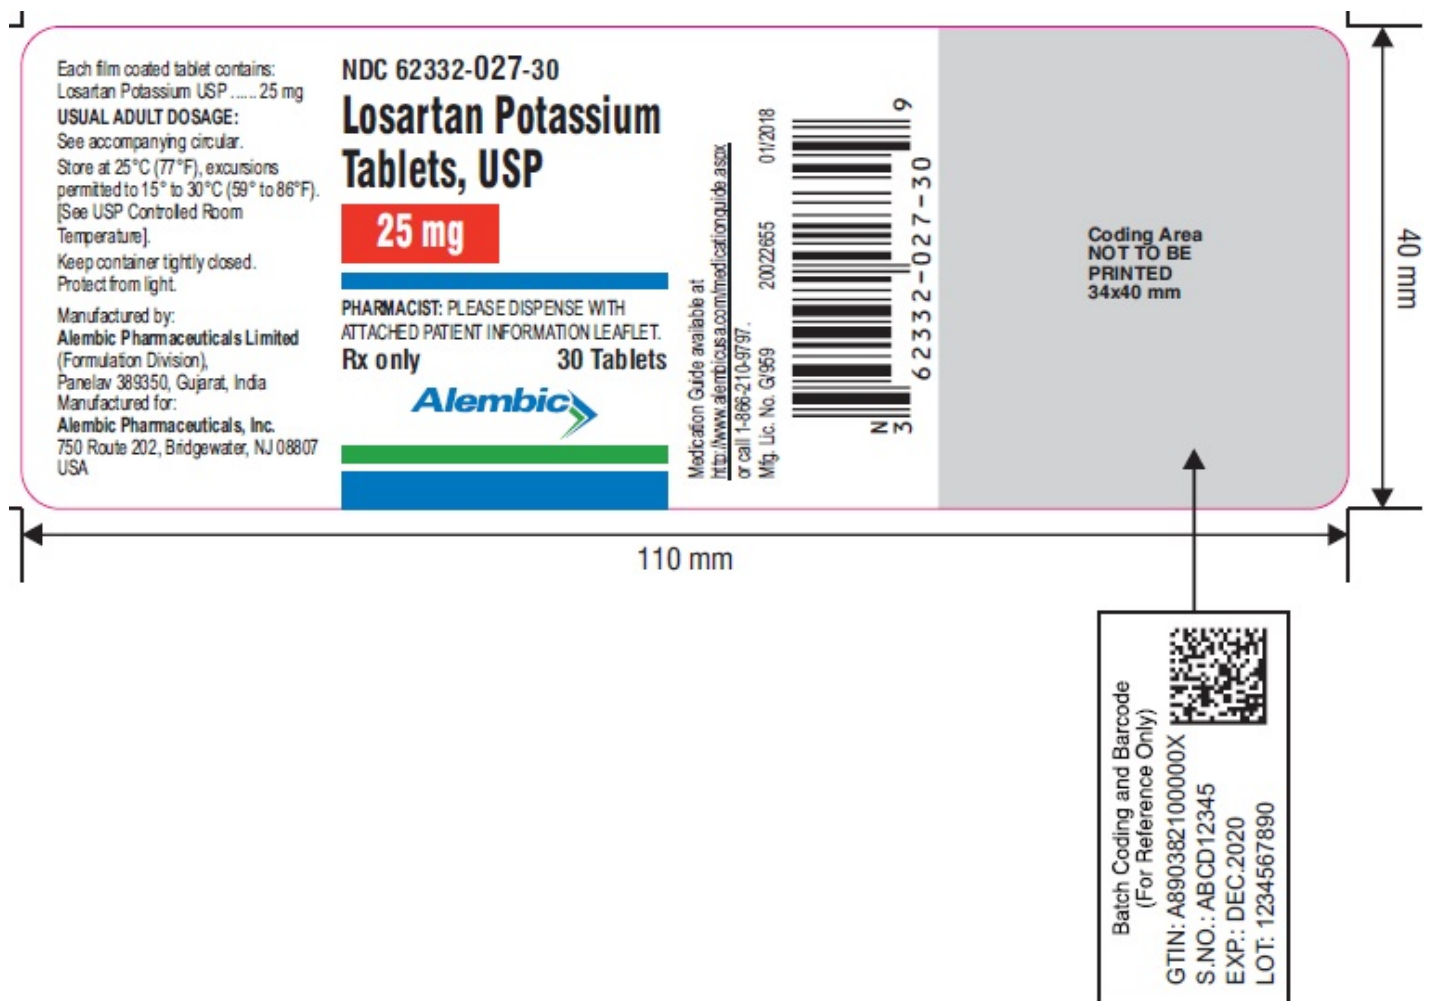 Each film coated tablet contains:
Losartan Potassium USP ...... 25 mg
USUAL ADULT DOSAGE:
See accompanying circular.
Store at 25°C (77°F), excursions
permitted to 15° to 30°C (59° to 86°F).
[See USP Controlled Room
Temperature].
Keep container tightly closed.
Protect from light.
Manufactured by:
Alembic Pharmaceuticals Limited
(Formulation Division),
Panelav 389350, Gujarat, India
Manufactured for:
Alembic Pharmaceuticals, Inc.
750 Route 202, Bridgewater, NJ 08807
USA
NDC 62332-027-30
Losartan Potassium
Tablets, USP
25 mg
PHARMACIST: PLEASE DISPENSE WITH
ATTACHED PATIENT INFORMATION LEAFLET.
Rx only 30 Tablets
Alembic
Medication Guide available at
http://www.alembicusa.com/medicationguide.aspx
or call 1-866-210-9797.
Mfg. Lic. No. G/959 20022655 01/2018
N
3 62332-027-30 9
Coding Area
NOT TO BE
PRINTED
34x40 mm
40 mm
110 mm
Batch Coding and Barcode
(For Reference Only)
GTIN: A890382100000X
S.NO.: ABCD12345
EXP.: DEC.2020
LOT: 1234567890